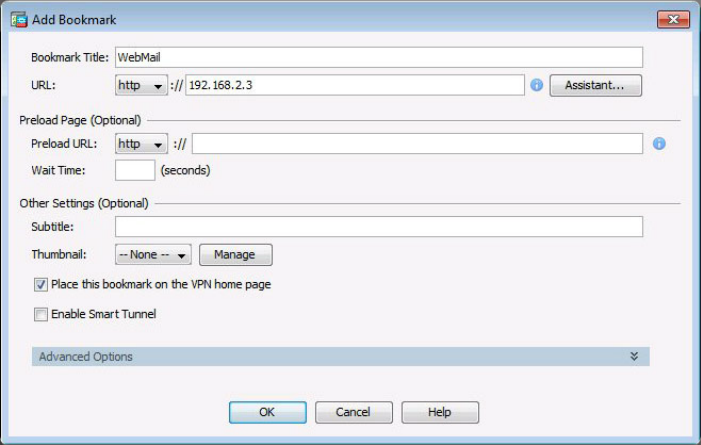 Add Bookmark
Bookmark Title: WebMail
URL: http :// 192.168.2.3 Assistant...
Preload Page (Optional)
Preload URL: http ://
Wait Time: (seconds)
Other Settings (Optional)
Subtitle:
Thumbnail: -- None -- Manage
Place this bookmark on the VPN home page
Enable Smart Tunnel
Advanced Options
OK Cancel Help